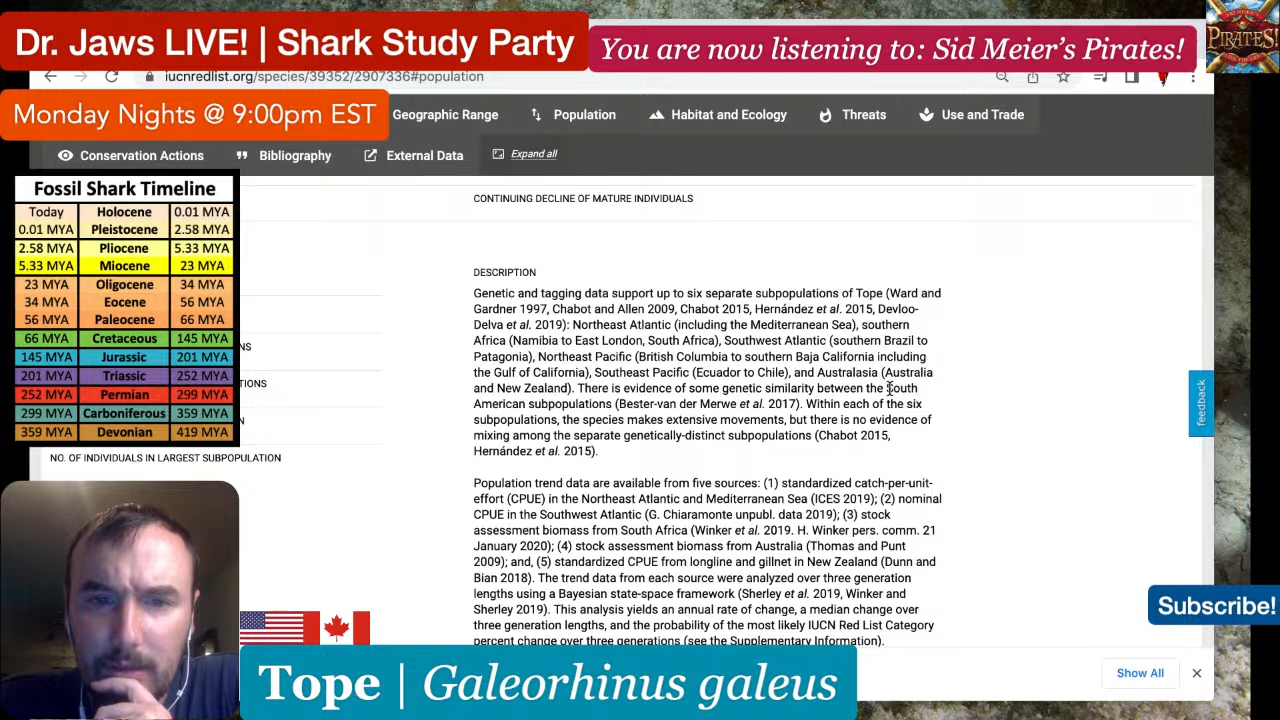 Dr. Jaws LIVE! | Shark Study Party
You are now listening to: Sid Meier's Pirates!
PIRATES!
iucnredlist.org/species/39352/2907336#population
Monday Nights @ 9:00pm EST
Geographic Range
Population
Habitat and Ecology
Threats
Use and Trade
Conservation Actions
Bibliography
External Data
Expand all
Fossil Shark Timeline
Today Holocene 0.01 MYA
0.01 MYA Pleistocene 2.58 MYA
2.58 MYA Pliocene 5.33 MYA
5.33 MYA Miocene 23 MYA
23 MYA Oligocene 34 MYA
34 MYA Eocene 56 MYA
56 MYA Paleocene 66 MYA
66 MYA Cretaceous 145 MYA
145 MYA Jurassic 201 MYA
201 MYA Triassic 252 MYA
252 MYA Permian 299 MYA
299 MYA Carboniferous 359 MYA
359 MYA Devonian 419 MYA
NS
TIONS
N
NO. OF INDIVIDUALS IN LARGEST SUBPOPULATION
CONTINUING DECLINE OF MATURE INDIVIDUALS
DESCRIPTION
Genetic and tagging data support up to six separate subpopulations of Tope (Ward and
Gardner 1997, Chabot and Allen 2009, Chabot 2015, Hernández et al. 2015, Devloo-
Delva et al. 2019): Northeast Atlantic (including the Mediterranean Sea), southern
Africa (Namibia to East London, South Africa), Southwest Atlantic (southern Brazil to
Patagonia), Northeast Pacific (British Columbia to southern Baja California including
the Gulf of California), Southeast Pacific (Ecuador to Chile), and Australasia (Australia
and New Zealand). There is evidence of some genetic similarity between the South
American subpopulations (Bester-van der Merwe et al. 2017). Within each of the six
subpopulations, the species makes extensive movements, but there is no evidence of
mixing among the separate genetically-distinct subpopulations (Chabot 2015,
Hernández et al. 2015).
Population trend data are available from five sources: (1) standardized catch-per-unit-
effort (CPUE) in the Northeast Atlantic and Mediterranean Sea (ICES 2019); (2) nominal
CPUE in the Southwest Atlantic (G. Chiaramonte unpubl. data 2019); (3) stock
assessment biomass from South Africa (Winker et al. 2019. H. Winker pers. comm. 21
January 2020); (4) stock assessment biomass from Australia (Thomas and Punt
2009); and, (5) standardized CPUE from longline and gillnet in New Zealand (Dunn and
Bian 2018). The trend data from each source were analyzed over three generation
lengths using a Bayesian state-space framework (Sherley et al. 2019, Winker and
Sherley 2019). This analysis yields an annual rate of change, a median change over
three generation lengths, and the probability of the most likely IUCN Red List Category
percent change over three generations (see the Supplementary Information).
feedback
Subscribe!
Show All
Tope | Galeorhinus galeus